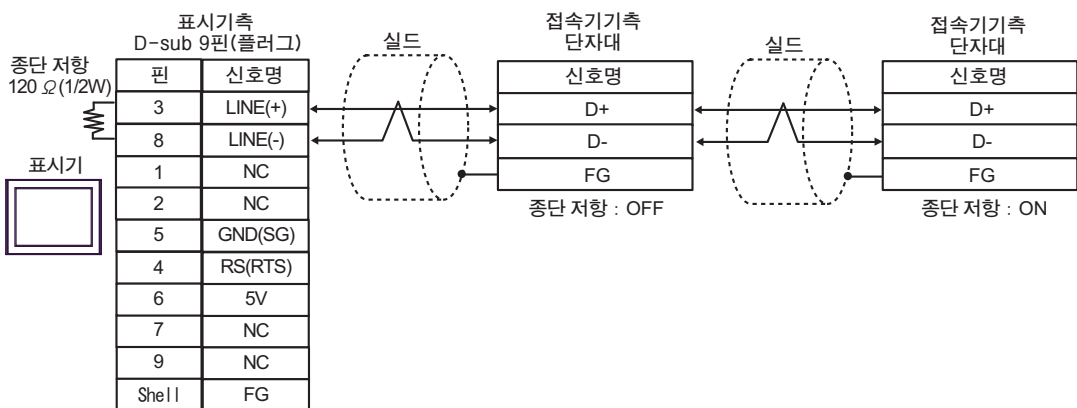 표시기측
D-sub 9핀(플러그)
종단 저항
120 Ω(1/2W)
표시기
핀 신호명
3 LINE(+)
8 LINE(-)
1 NC
2 NC
5 GND(SG)
4 RS(RTS)
6 5V
7 NC
9 NC
Shell FG
실드
접속기기측
단자대
신호명
D+
D-
FG
종단 저항 : OFF
실드
접속기기측
단자대
신호명
D+
D-
FG
종단 저항 : ON